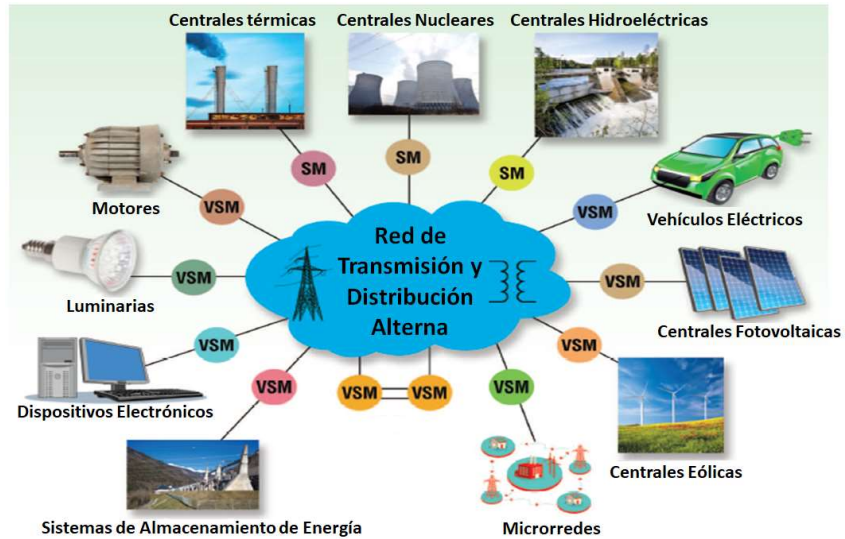 Centrales térmicas
Centrales Nucleares
Centrales Hidroeléctricas
SM
SM
SM
Motores
VSM
VSM
Vehículos Eléctricos
Red de
Transmisión y
Distribución
Alterna
Luminarias
VSM
VSM
Centrales Fotovoltaicas
VSM
VSM
Dispositivos Electrónicos
VSM
VSM
VSM
VSM
Centrales Eólicas
Sistemas de Almacenamiento de Energía
Microrredes